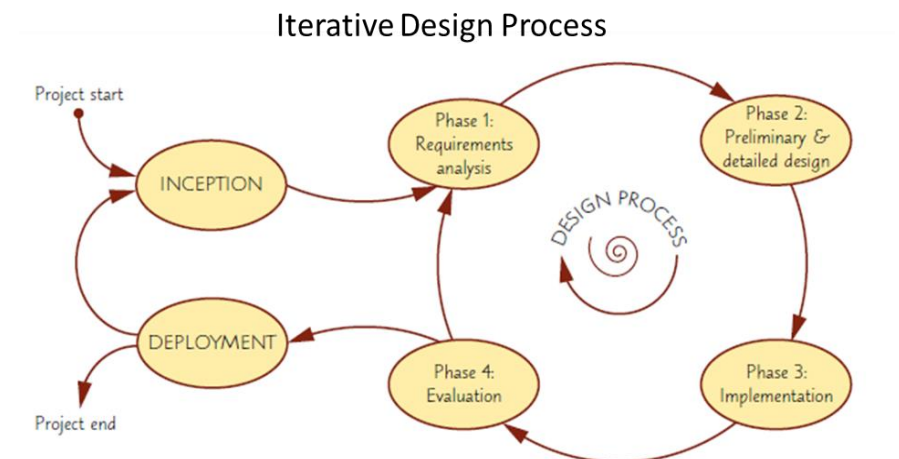 Iterative Design Process
Project start
INCEPTION
Phase 1:
Requirements
analysis
Phase 2:
Preliminary &
detailed design
DESIGN PROCESS
DEPLOYMENT
Phase 4:
Evaluation
Phase 3:
Implementation
Project end